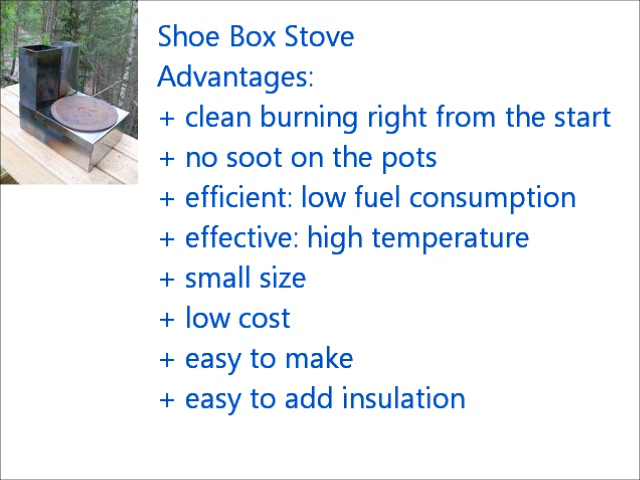 Shoe Box Stove
Advantages:
+ clean burning right from the start
+ no soot on the pots
+ efficient: low fuel consumption
+ effective: high temperature
+ small size
+ low cost
+ easy to make
+ easy to add insulation